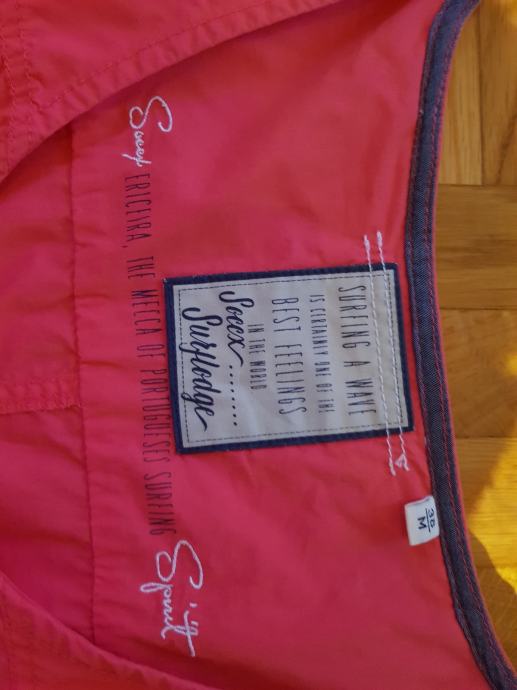 SURFING A WAVE
IS CERTAINLY ONE OF THE
BEST FEELINGS
IN THE WORLD
Soccx........
Surflodge
Soccx ERICEIRA, THE MECCA OF PORTUGUESES SURFING Spirit
36
M